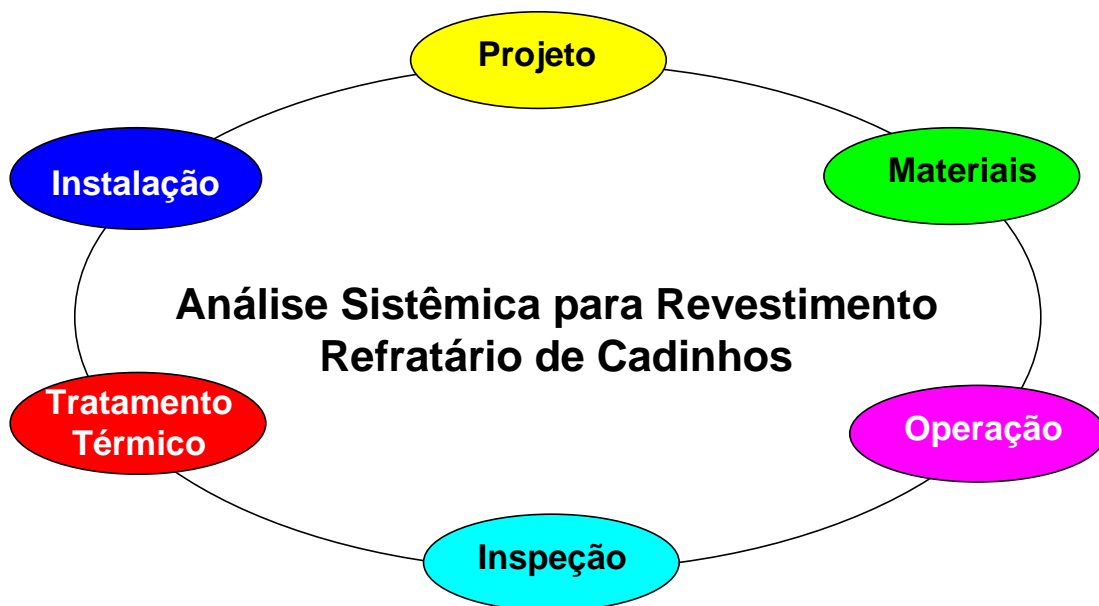 Projeto
Instalação
Materiais
Análise Sistêmica para Revestimento
Refratário de Cadinhos
Tratamento
Térmico
Operação
Inspeção